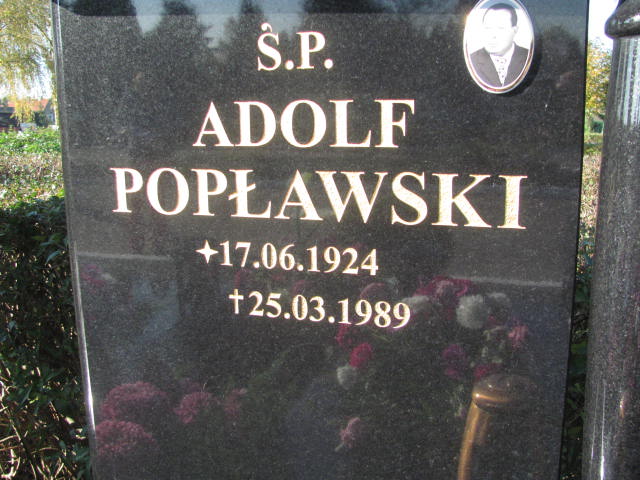 Ś.P.
ADOLF
POPŁAWSKI
✦17.06.1924
✝25.03.1989